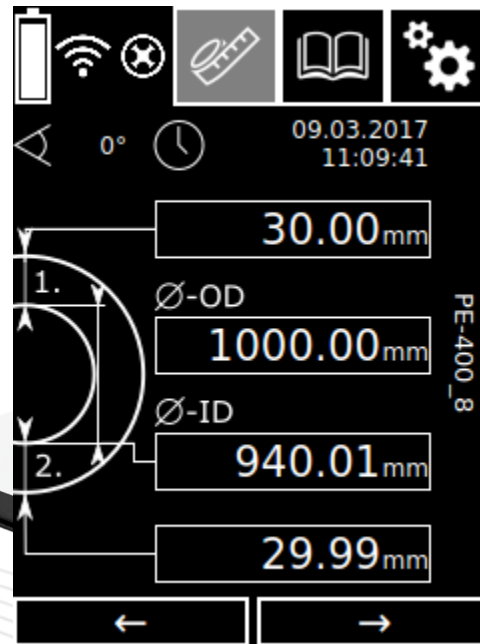 0°
09.03.2017
11:09:41
30.00mm
1.
Ø-OD
1000.00mm
PE-400_8
Ø-ID
2.
940.01mm
29.99mm
← →